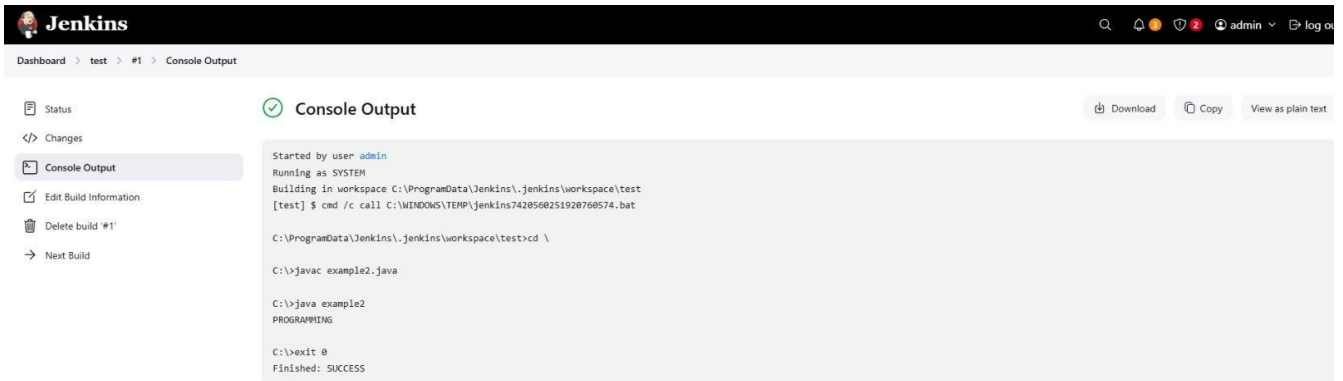 Jenkins
3
2
admin
log ou
Dashboard > test > #1 > Console Output
Status
Changes
Console Output
Edit Build Information
Delete build '#1'
Next Build
Console Output
Download
Copy
View as plain text
Started by user admin
Running as SYSTEM
Building in workspace C:\ProgramData\Jenkins\.jenkins\workspace\test
[test] $ cmd /c call C:\WINDOWS\TEMP\jenkins7420560251920760574.bat
C:\ProgramData\Jenkins\.jenkins\workspace\test>cd \
C:\>javac example2.java
C:\>java example2
PROGRAMMING
C:\>exit 0
Finished: SUCCESS